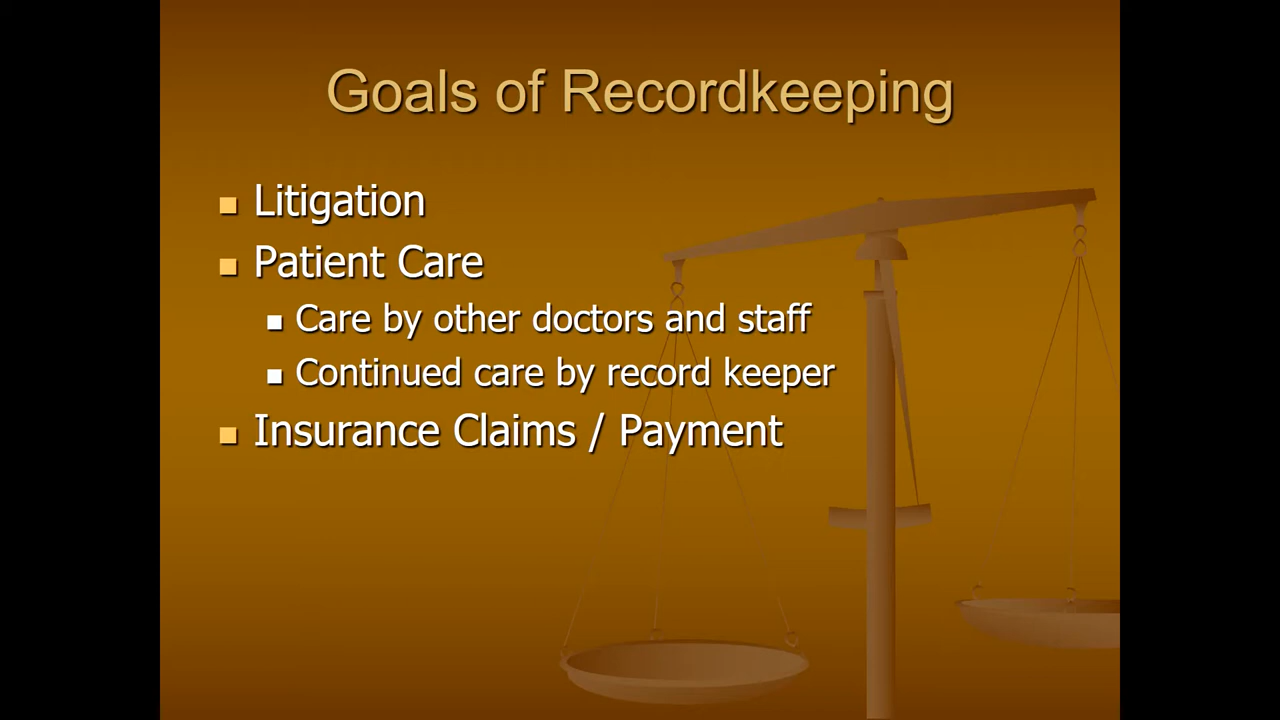 Goals of Recordkeeping
Litigation
Patient Care
Care by other doctors and staff
Continued care by record keeper
Insurance Claims / Payment